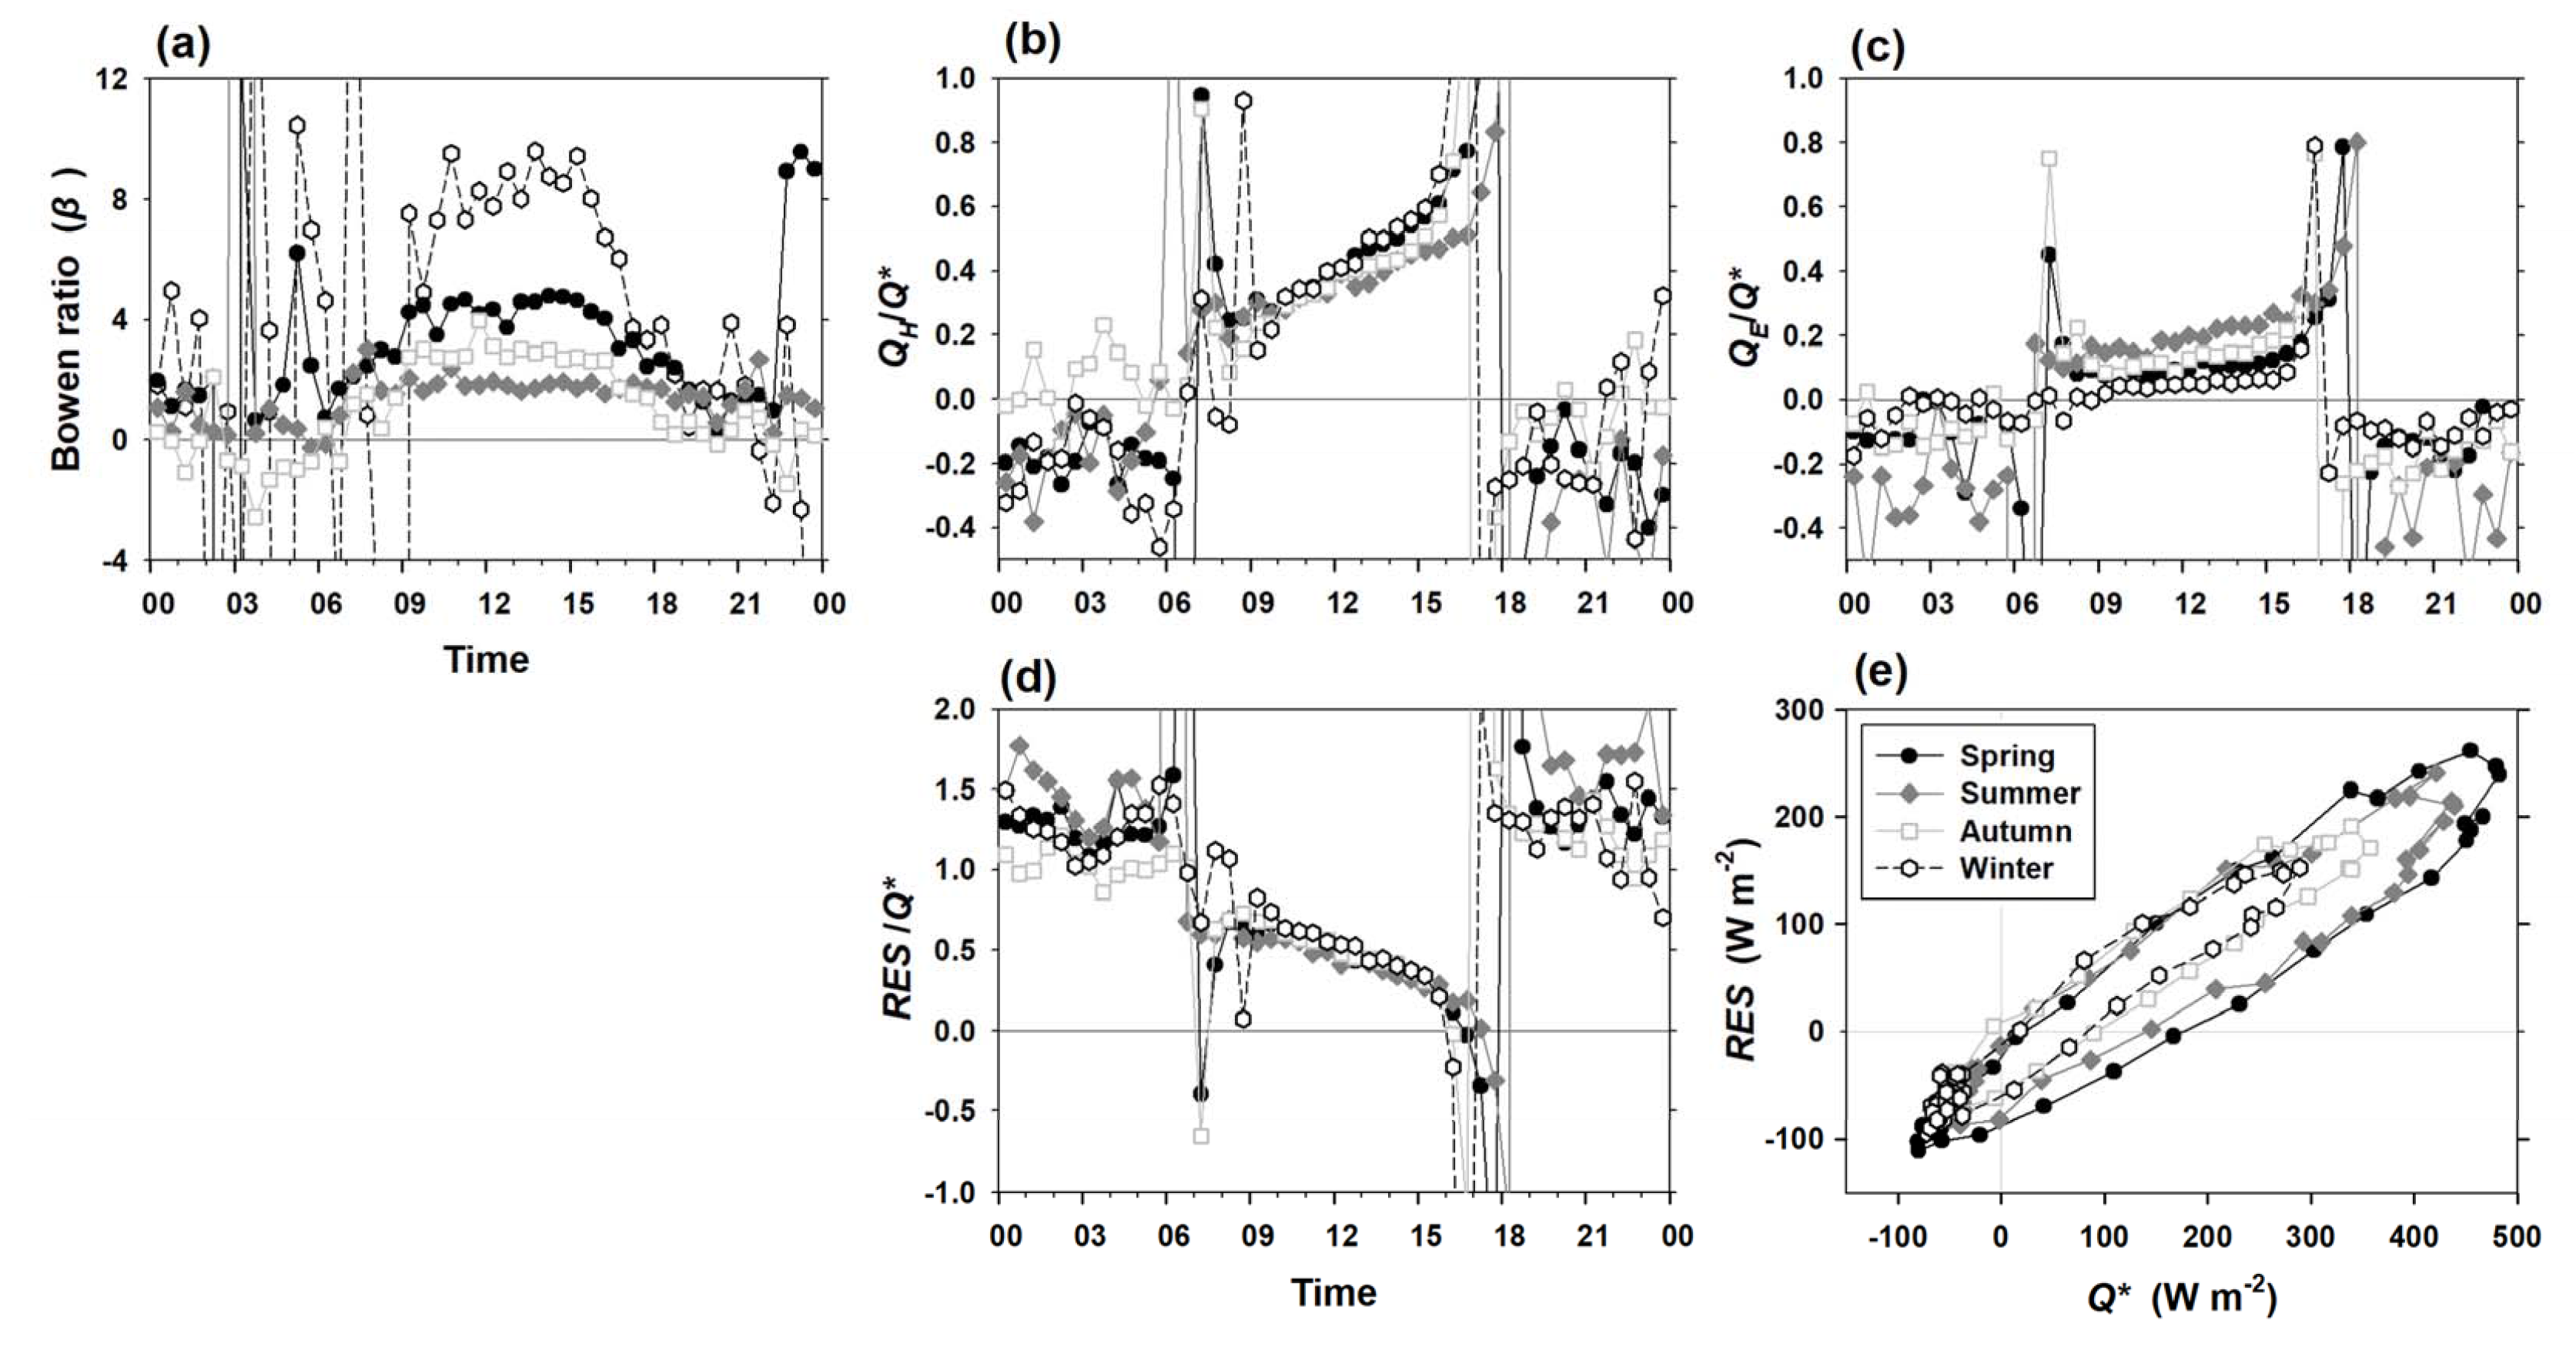 (a)
(b)
(c)
12
8
4
0
-4
Bowen ratio (β )
00 03 06 09 12 15 18 21 00
Time
1.0
0.8
0.6
0.4
0.2
0.0
-0.2
-0.4
QH/Q*
00 03 06 09 12 15 18 21 00
1.0
0.8
0.6
0.4
0.2
0.0
-0.2
-0.4
QE/Q*
00 03 06 09 12 15 18 21 00
(d)
(e)
2.0
1.5
1.0
0.5
0.0
-0.5
-1.0
RES /Q*
00 03 06 09 12 15 18 21 00
Time
300
200
100
0
-100
RES (W m-2)
Spring
Summer
Autumn
Winter
-100 0 100 200 300 400 500
Q* (W m-2)